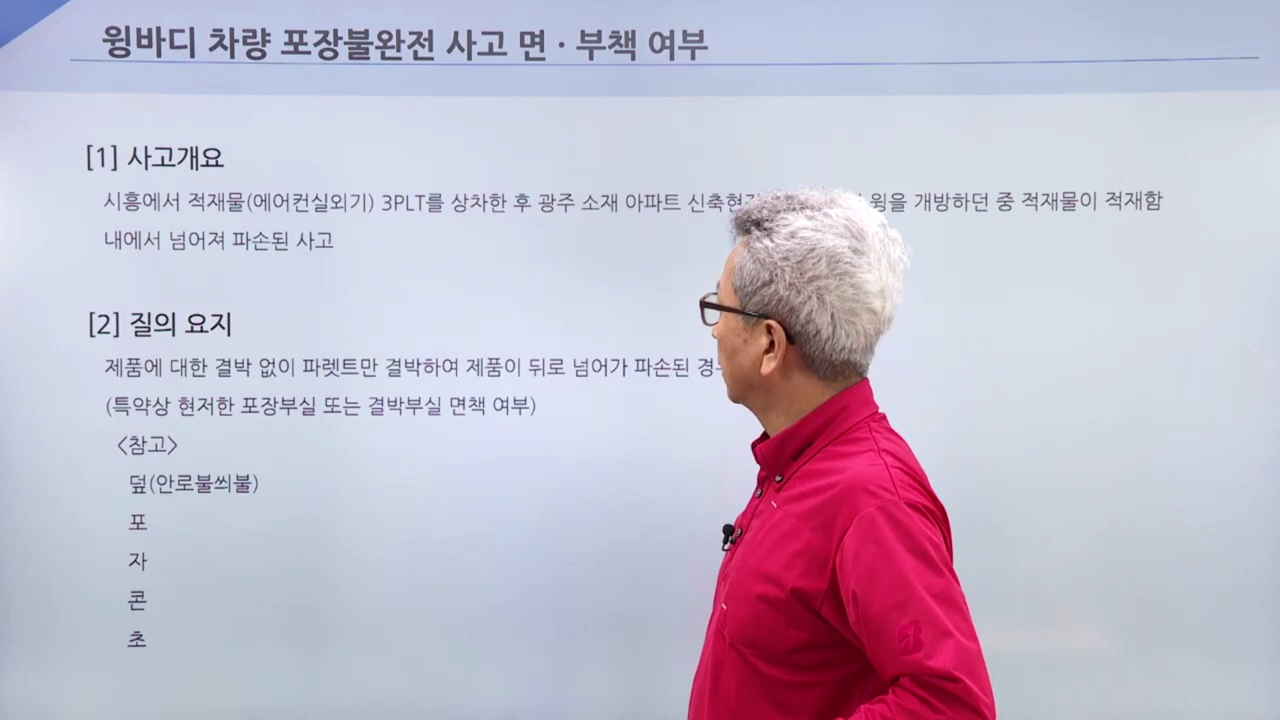 윙바디 차량 포장불완전 사고 면 · 부책 여부
[1] 사고개요
시흥에서 적재물(에어컨실외기) 3PLT를 상차한 후 광주 소재 아파트 신축현 윙을 개방하던 중 적재물이 적재함
내에서 넘어져 파손된 사고
[2] 질의 요지
제품에 대한 결박 없이 파렛트만 결박하여 제품이 뒤로 넘어가 파손된
(특약상 현저한 포장부실 또는 결박부실 면책 여부)
〈참고〉
덮(안로불씌불)
포
자
콘
초